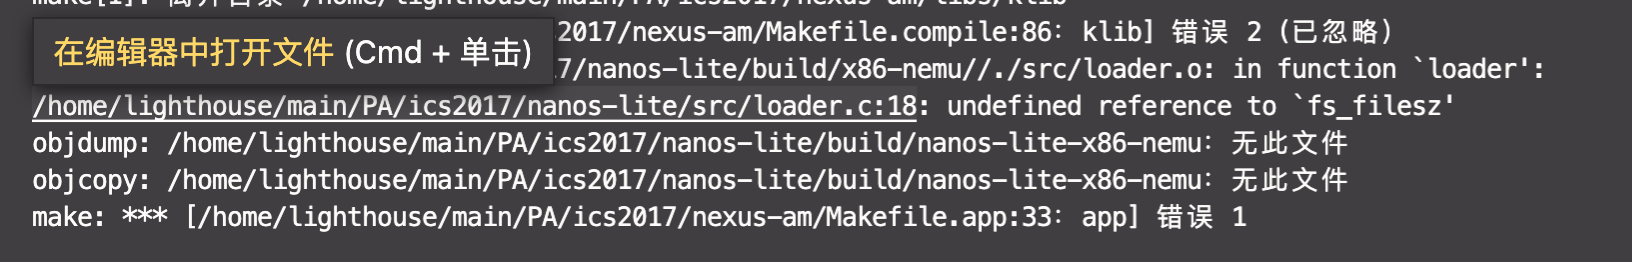 make[1]: 离开目录"/home/lighthouse/main/PA/ics2017/nexus-am/libs/klib"
2017/nexus-am/Makefile.compile:86: klib] 错误 2 (已忽略)
在编辑器中打开文件 (Cmd + 单击)
7/nanos-lite/build/x86-nemu//./src/loader.o: in function `loader':
/home/lighthouse/main/PA/ics2017/nanos-lite/src/loader.c:18: undefined reference to `fs_filesz'
objdump: /home/lighthouse/main/PA/ics2017/nanos-lite/build/nanos-lite-x86-nemu: 无此文件
objcopy: /home/lighthouse/main/PA/ics2017/nanos-lite/build/nanos-lite-x86-nemu: 无此文件
make: *** [/home/lighthouse/main/PA/ics2017/nexus-am/Makefile.app:33: app] 错误 1